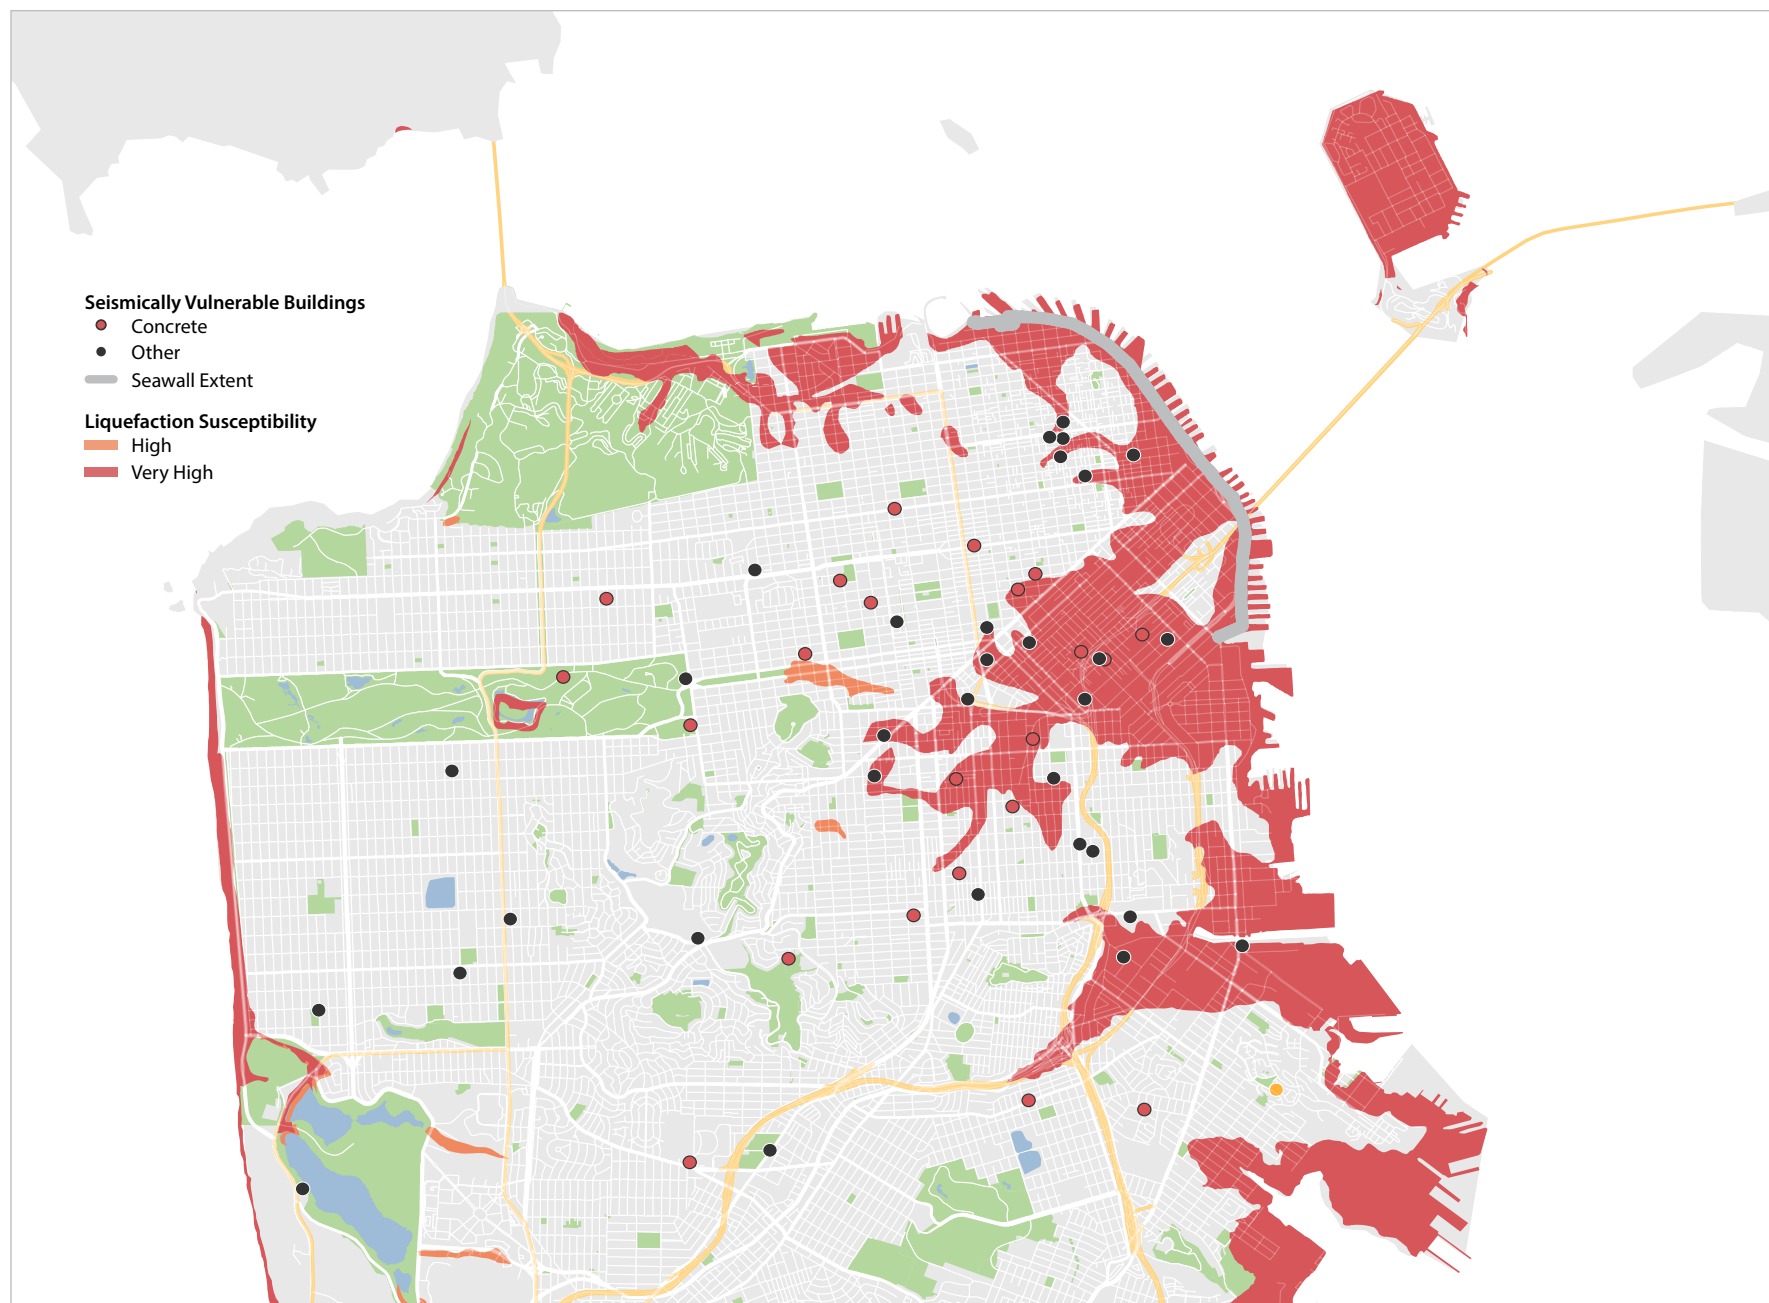 Seismically Vulnerable Buildings
Concrete
Other
Seawall Extent
Liquefaction Susceptibility
High
Very High